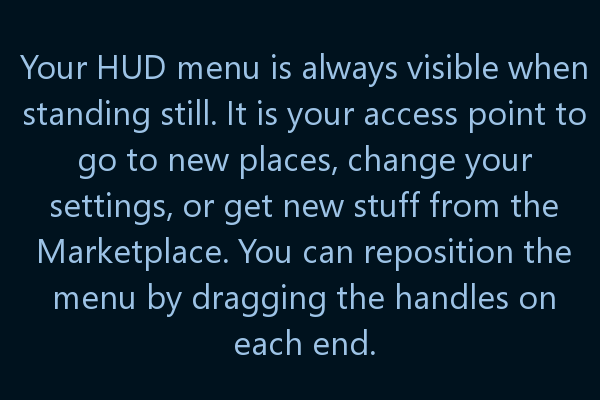 Your HUD menu is always visible when
standing still. It is your access point to
go to new places, change your
settings, or get new stuff from the
Marketplace. You can reposition the
menu by dragging the handles on
each end.